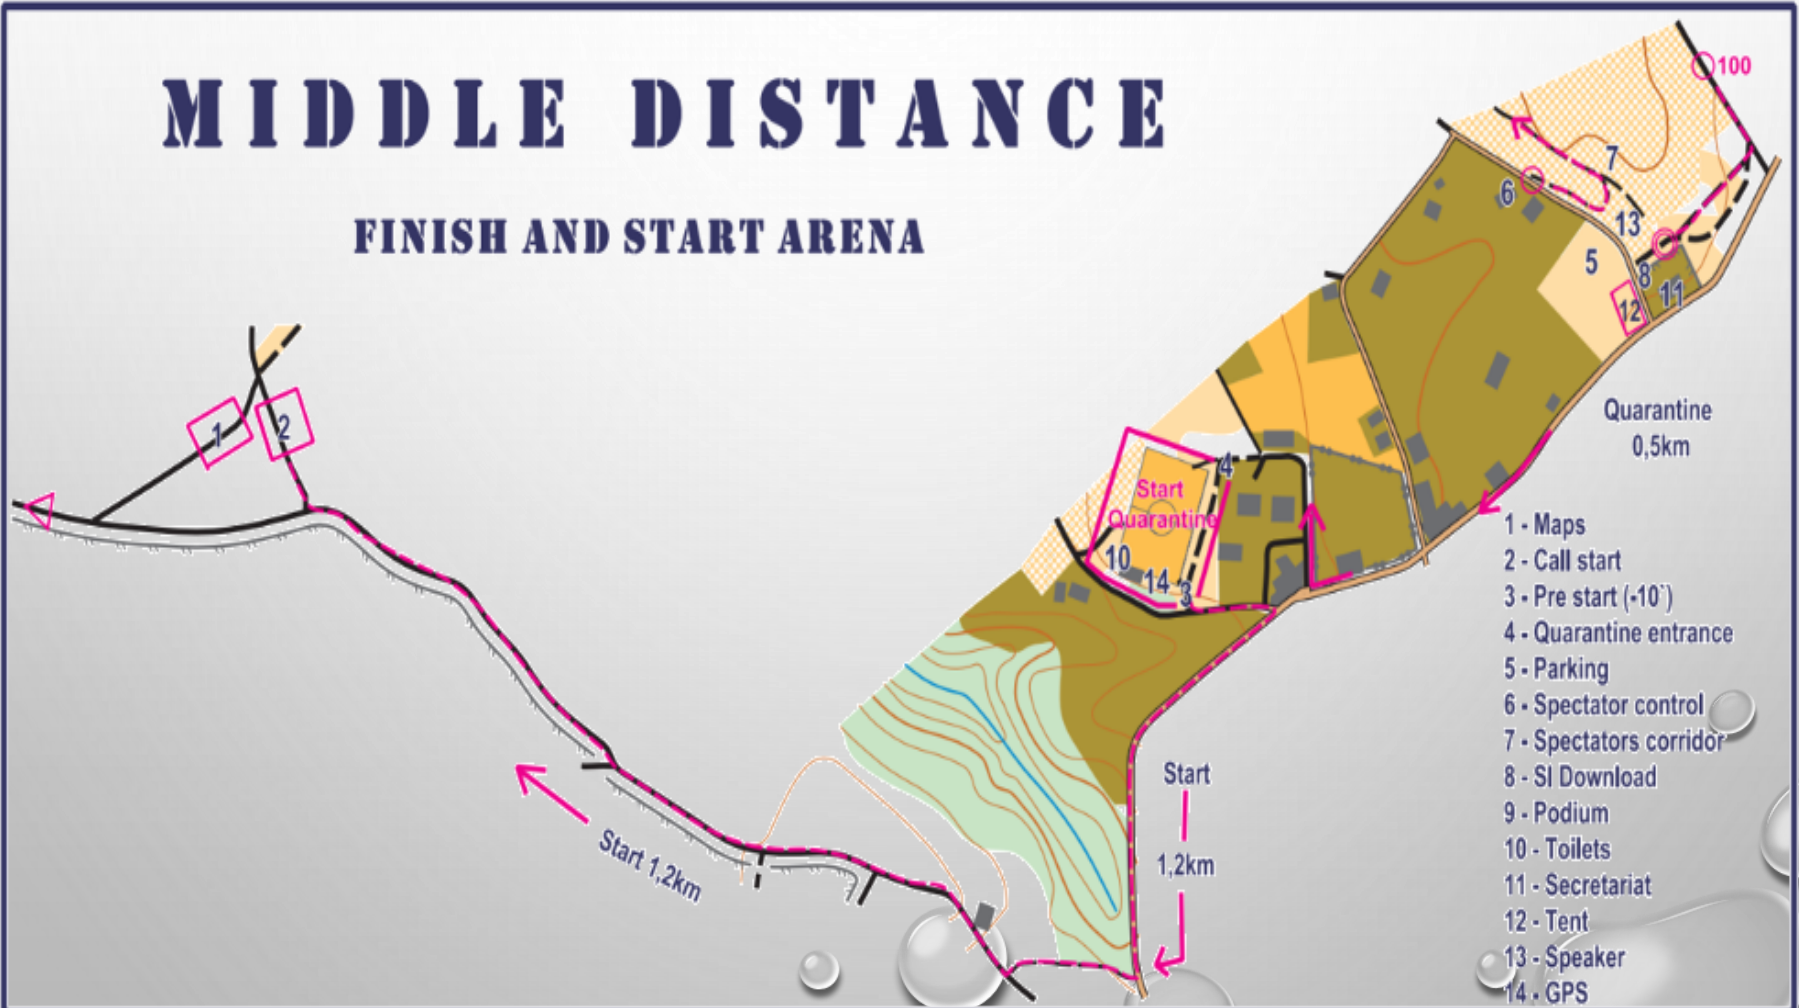 MIDDLE DISTANCE
FINISH AND START ARENA
100
7
6
13
5
8
11
12
Quarantine
0,5km
1
2
4
Start
Quarantine
10
14
3
1 - Maps
2 - Call start
3 - Pre start (-10`)
4 - Quarantine entrance
5 - Parking
6 - Spectator control
7 - Spectators corridor
8 - SI Download
9 - Podium
10 - Toilets
11 - Secretariat
12 - Tent
13 - Speaker
14 - GPS
Start
1,2km
Start 1,2km